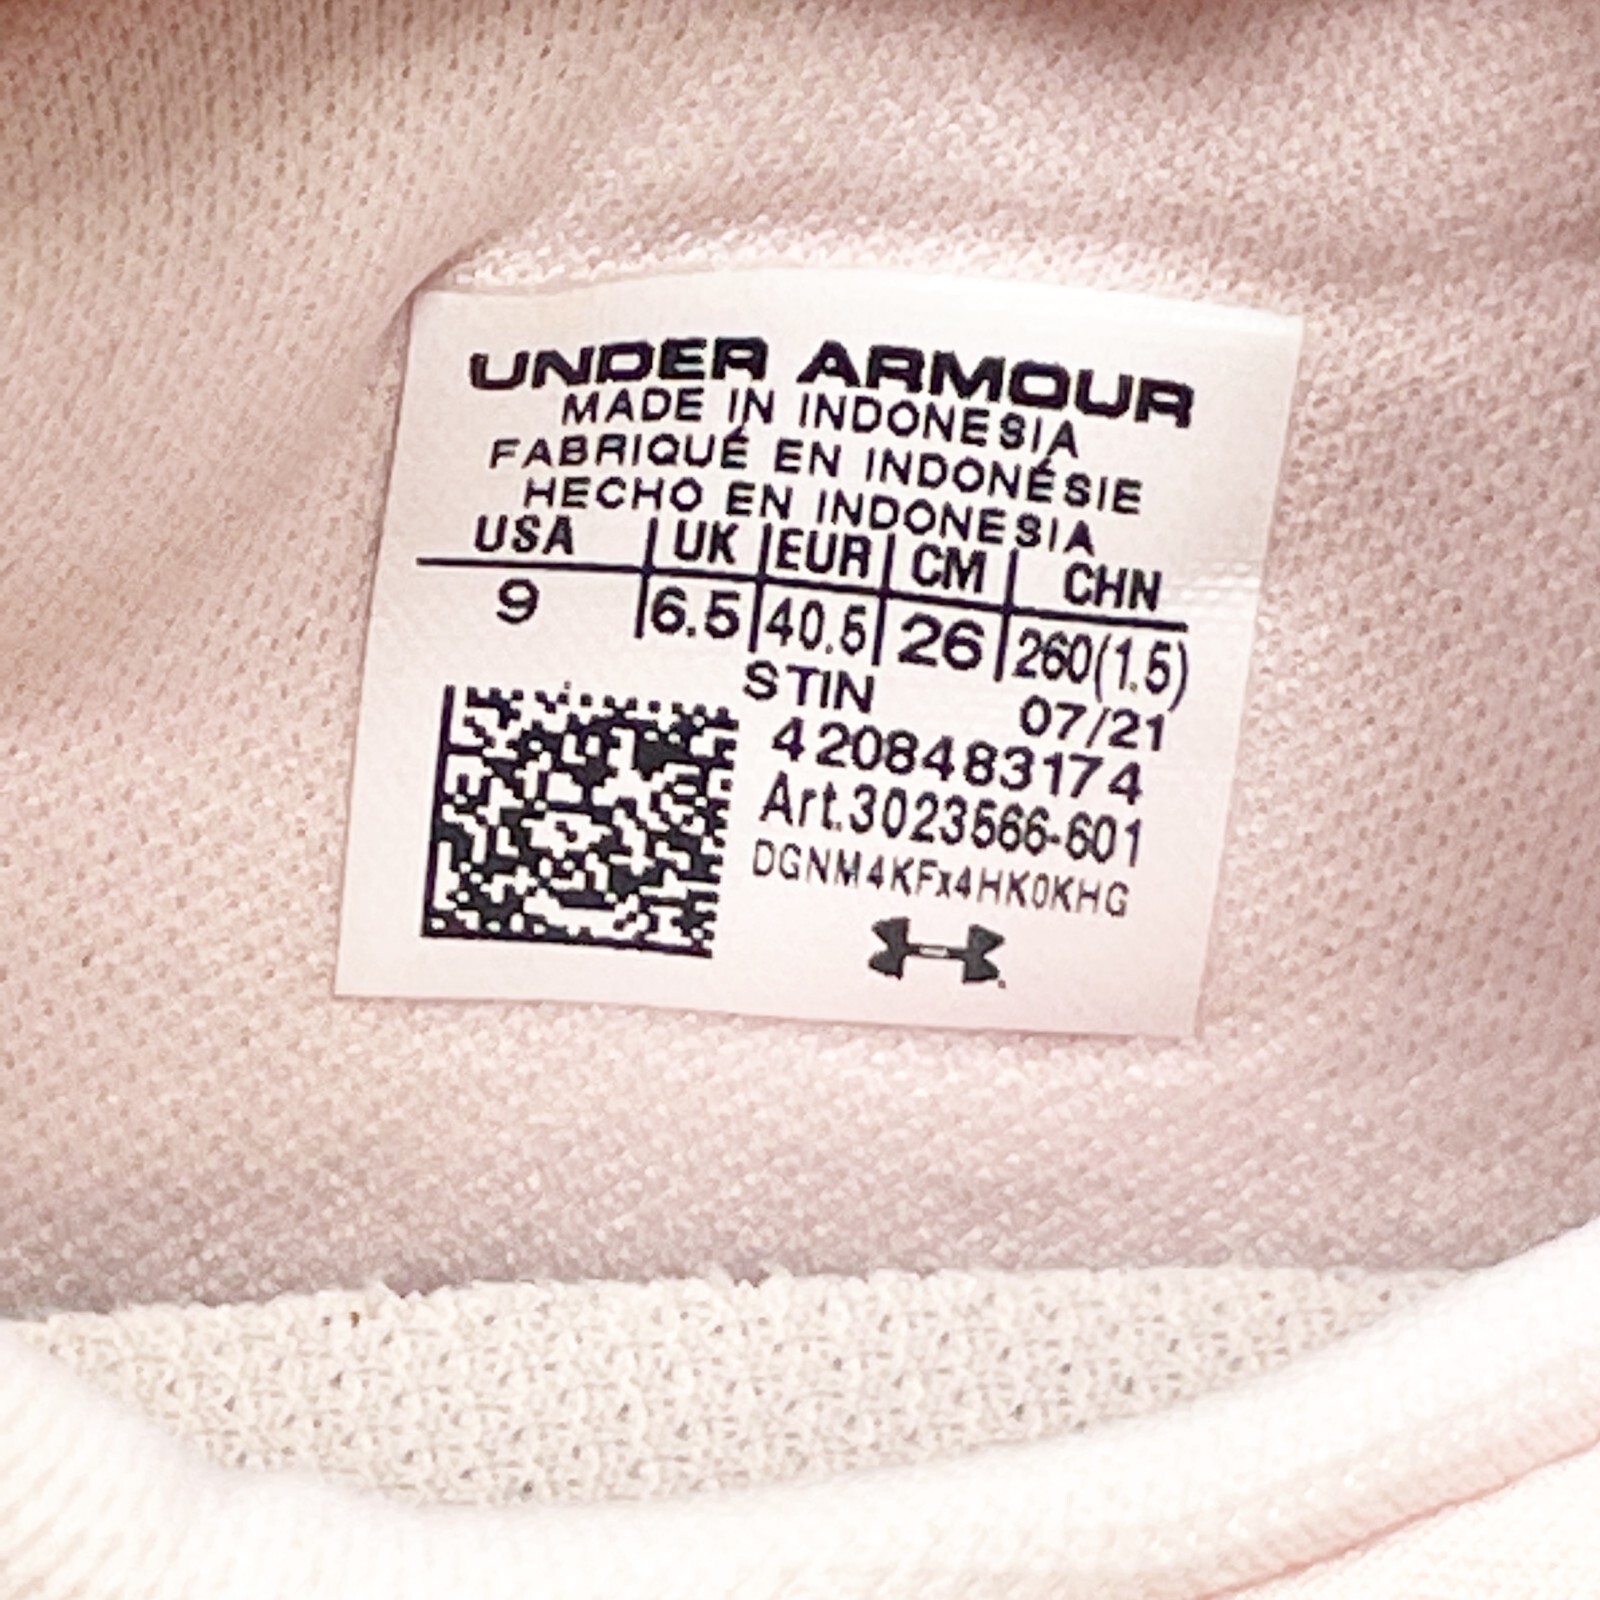 UNDER ARMOUR
MADE IN INDONESIA
FABRIQUÉ EN INDONÉSIE
HECHO EN INDONESIA
USA UK EUR CM CHN
9 6.5 40.5 26 260(1.5)
STIN 07/21
4208483174
Art.3023566-601
DGNM4KFx4HK0KHG